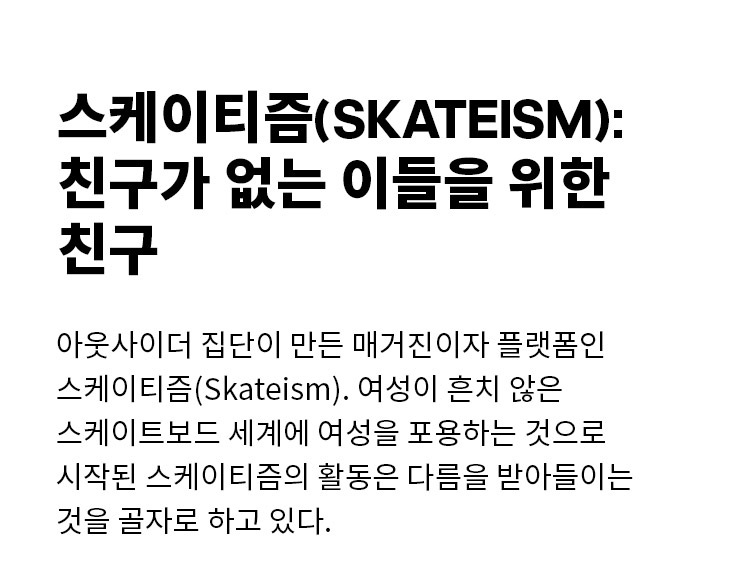 스케이티즘(SKATEISM):
친구가 없는 이들을 위한
친구
아웃사이더 집단이 만든 매거진이자 플랫폼인
스케이티즘(Skateism). 여성이 흔치 않은
스케이트보드 세계에 여성을 포용하는 것으로
시작된 스케이티즘의 활동은 다름을 받아들이는
것을 골자로 하고 있다.